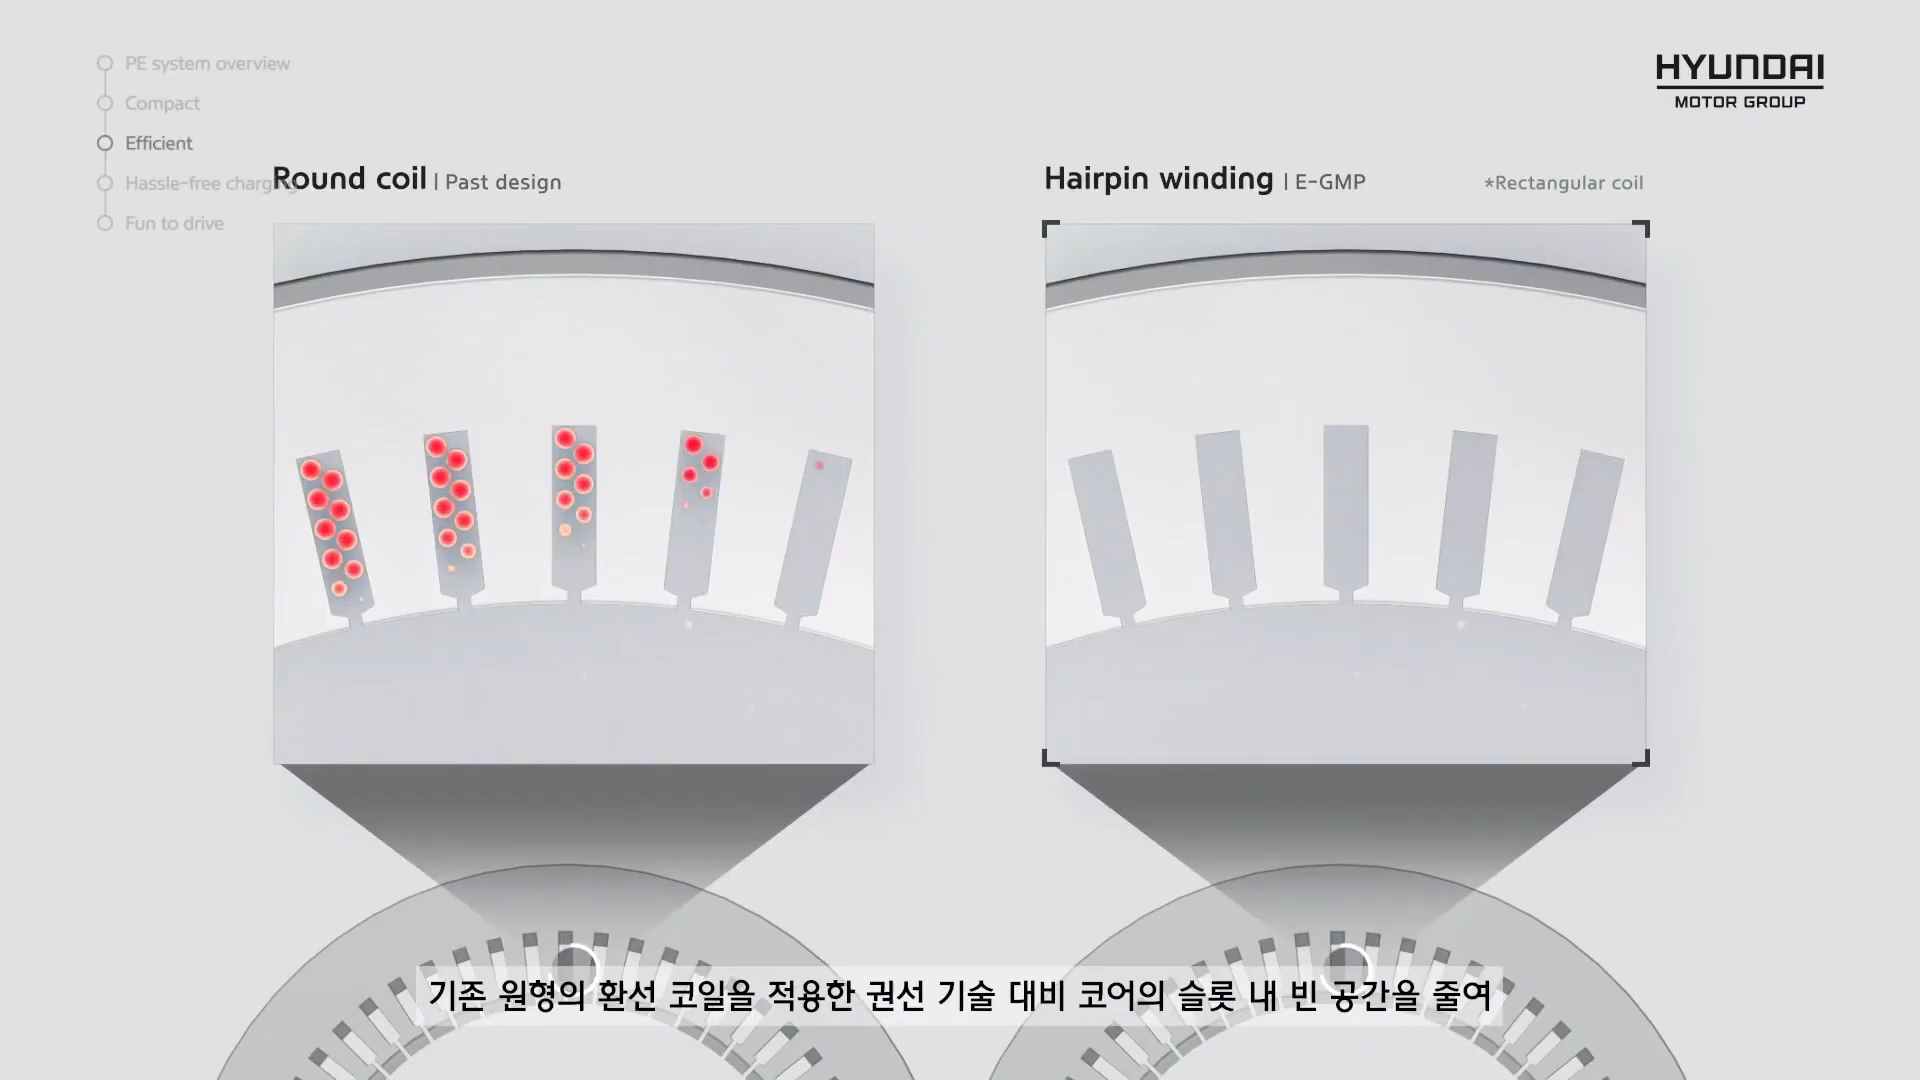 PE system overview
Compact
Efficient
Hassle-free charging
Fun to drive
HYUNDAI
MOTOR GROUP
Round coil | Past design
Hairpin winding | E-GMP
*Rectangular coil
기존 원형의 환선 코일을 적용한 권선 기술 대비 코어의 슬롯 내 빈 공간을 줄여